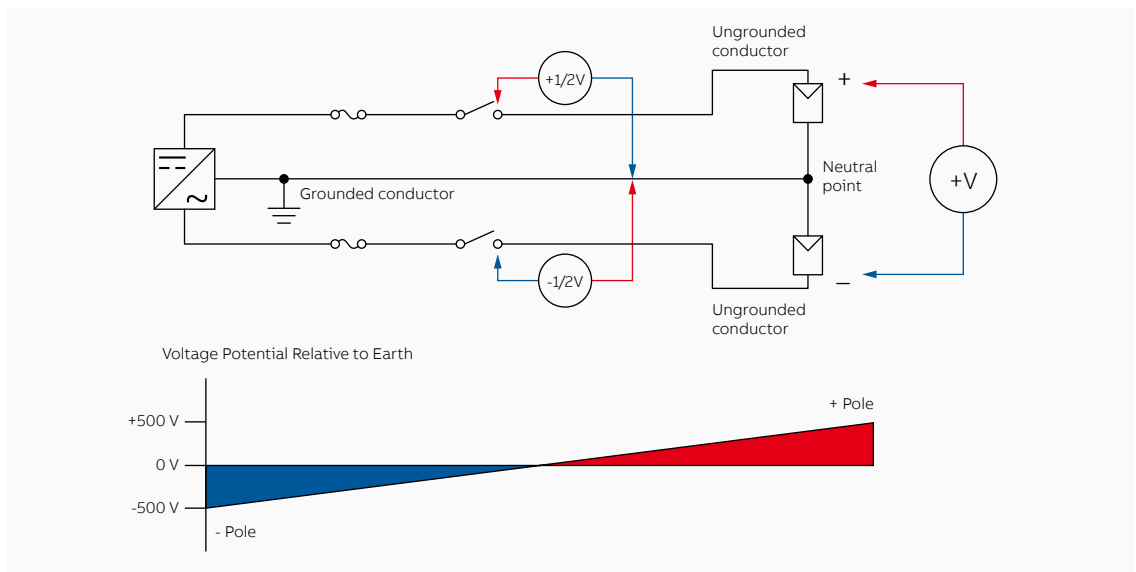 Ungrounded
conductor
+1/2V
+
Grounded conductor
Neutral
point
+V
-1/2V
–
Ungrounded
conductor
Voltage Potential Relative to Earth
+ Pole
+500 V
0 V
-500 V
- Pole